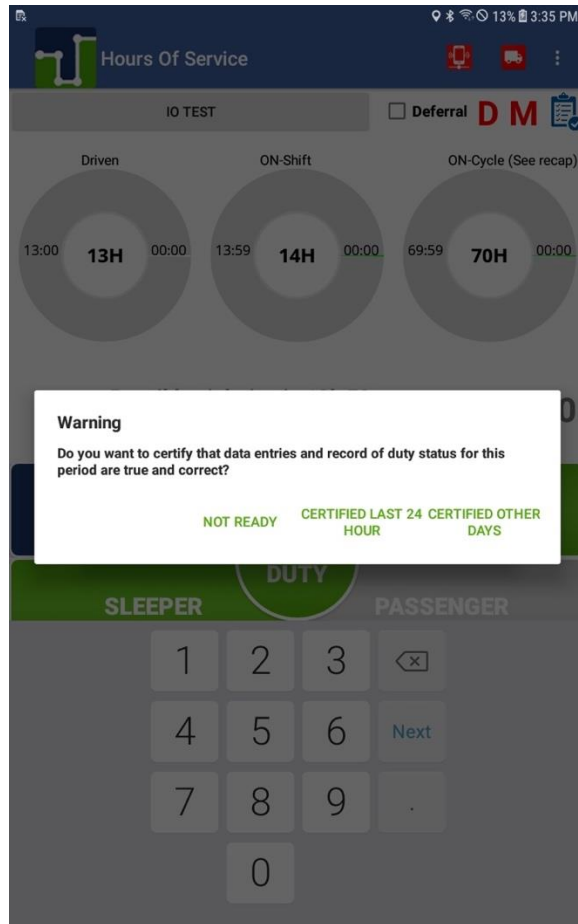 13% 3:35 PM
Hours Of Service
IO TEST
Deferral D M
Driven
ON-Shift
ON-Cycle (See recap)
13:00 13H 00:00
13:59 14H 00:00
69:59 70H 00:00
0
Warning
Do you want to certify that data entries and record of duty status for this
period are true and correct?
NOT READY
CERTIFIED LAST 24
HOUR
CERTIFIED OTHER
DAYS
DUTY
SLEEPER
PASSENGER
1 2 3
4 5 6 Next
7 8 9 .
0